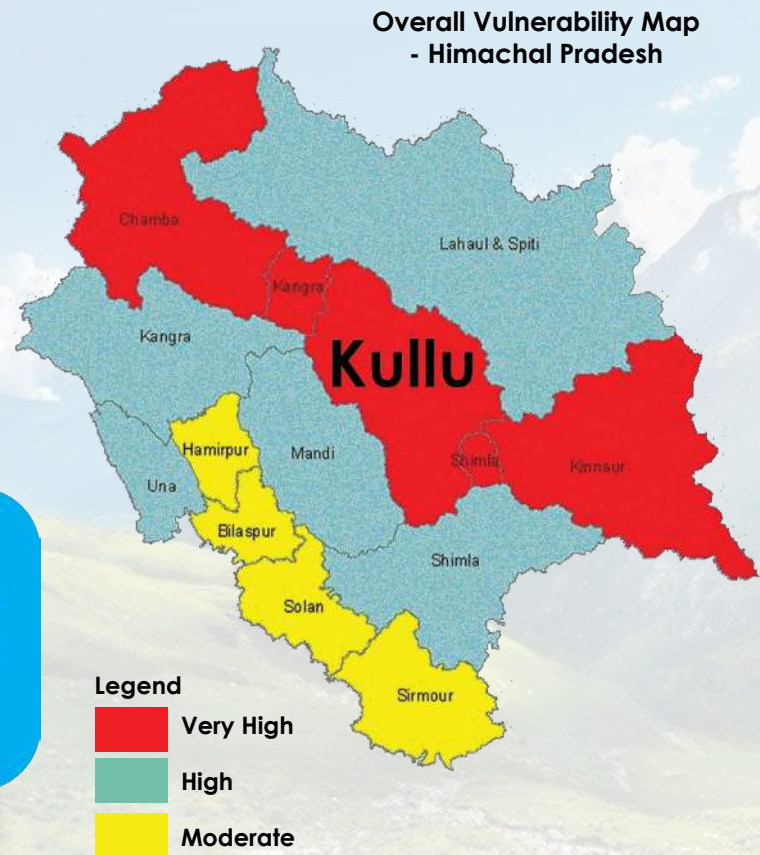 Overall Vulnerability Map
- Himachal Pradesh
Chamba
Lahaul & Spiti
Kangra
Kangra
Kullu
Hamirpur
Mandi
Shimla
Kinnaur
Una
Bilaspur
Shimla
Solan
Sirmour
Legend
Very High
High
Moderate